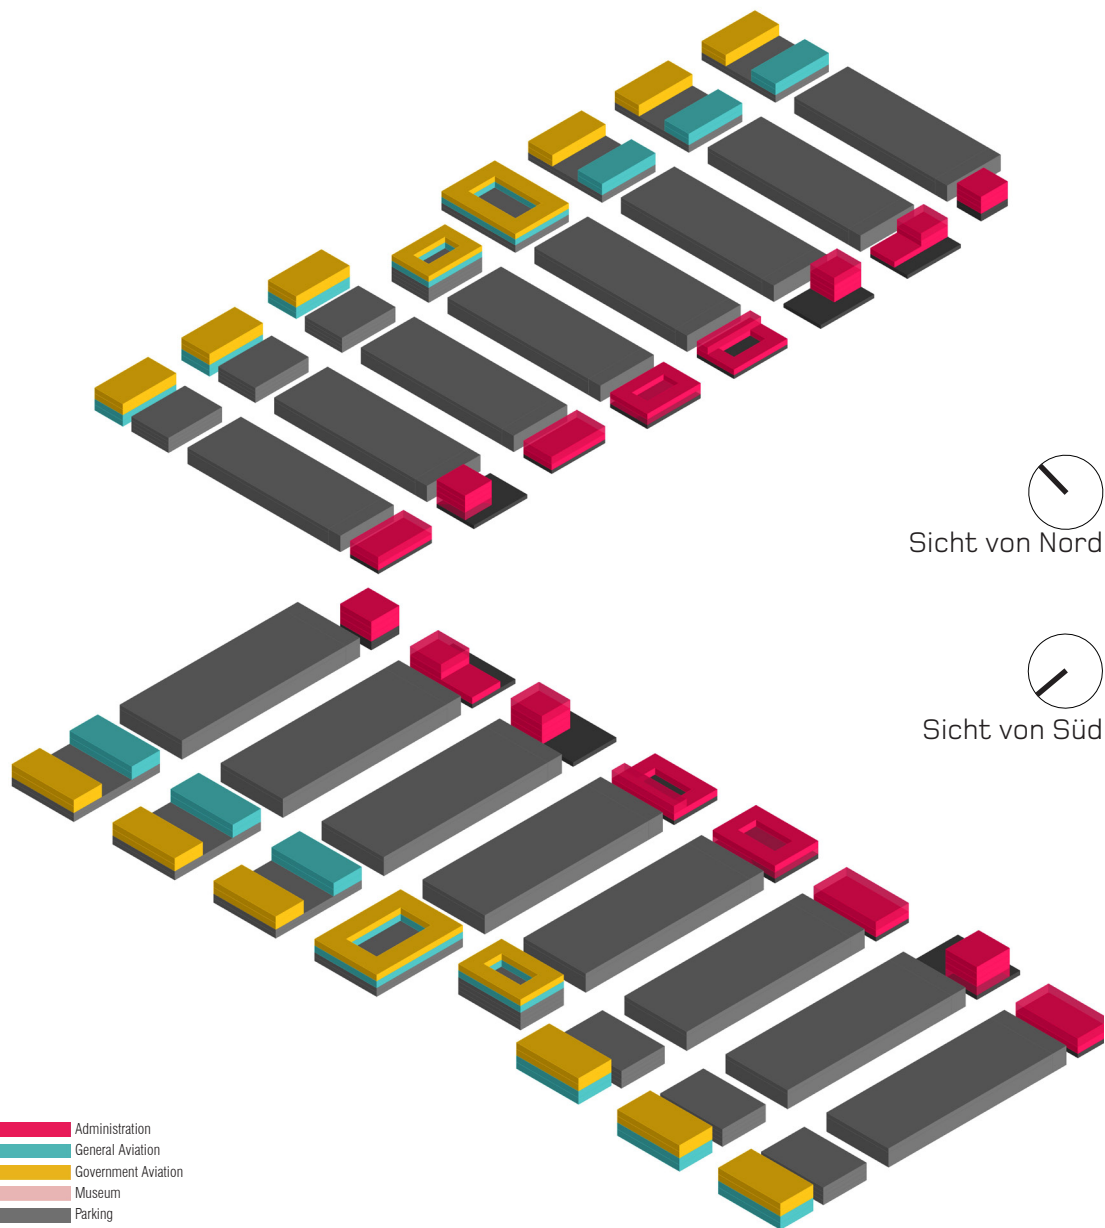 Sicht von Nord
Sicht von Süd
Administration
General Aviation
Government Aviation
Museum
Parking